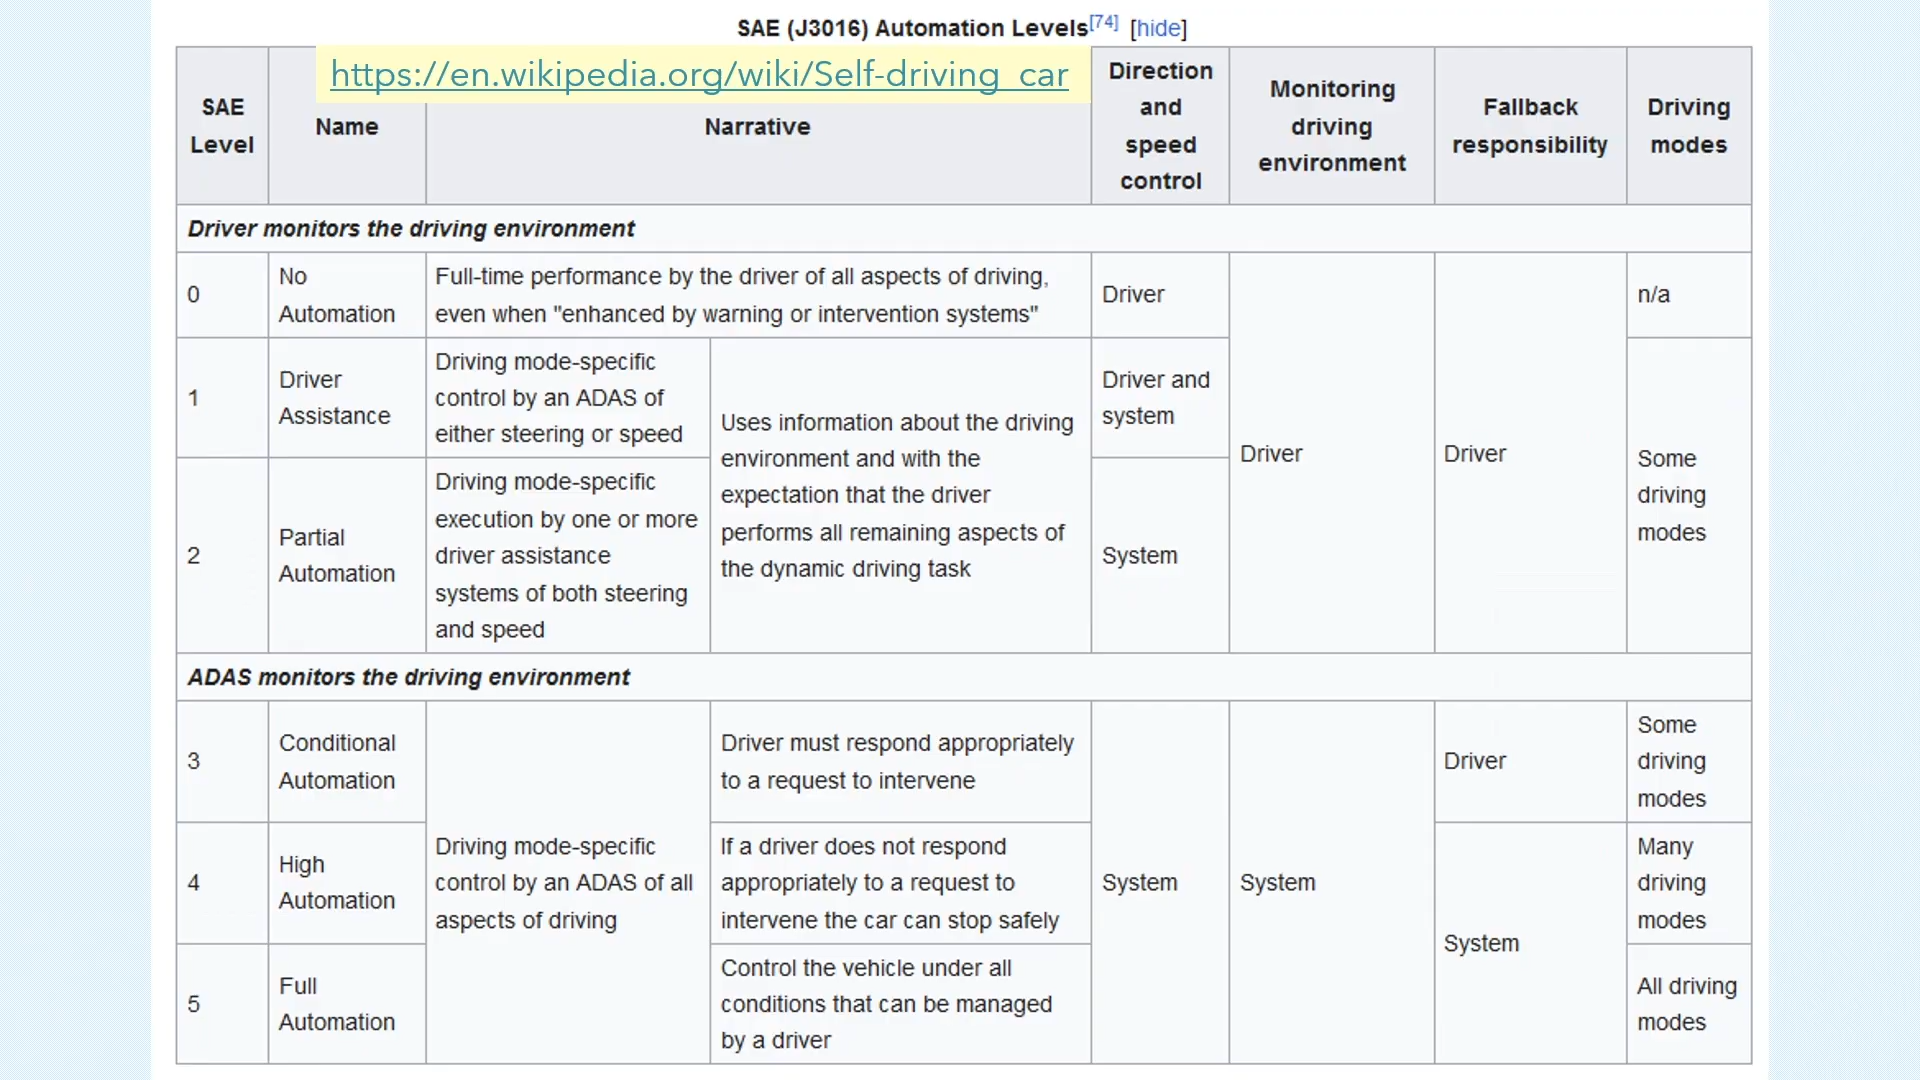 SAE (J3016) Automation Levels[74] [hide]
https://en.wikipedia.org/wiki/Self-driving_car
SAE
Level
Name
Narrative
Direction
and
speed
control
Monitoring
driving
environment
Fallback
responsibility
Driving
modes
Driver monitors the driving environment
0
No
Automation
Full-time performance by the driver of all aspects of driving,
even when "enhanced by warning or intervention systems"
Driver
n/a
1
Driver
Assistance
Driving mode-specific
control by an ADAS of
either steering or speed
Uses information about the driving
environment and with the
expectation that the driver
performs all remaining aspects of
the dynamic driving task
Driver and
system
Driver
Driver
Some
driving
modes
2
Partial
Automation
Driving mode-specific
execution by one or more
driver assistance
systems of both steering
and speed
System
ADAS monitors the driving environment
3
Conditional
Automation
Driving mode-specific
control by an ADAS of all
aspects of driving
Driver must respond appropriately
to a request to intervene
System
System
Driver
Some
driving
modes
4
High
Automation
If a driver does not respond
appropriately to a request to
intervene the car can stop safely
System
Many
driving
modes
5
Full
Automation
Control the vehicle under all
conditions that can be managed
by a driver
All driving
modes